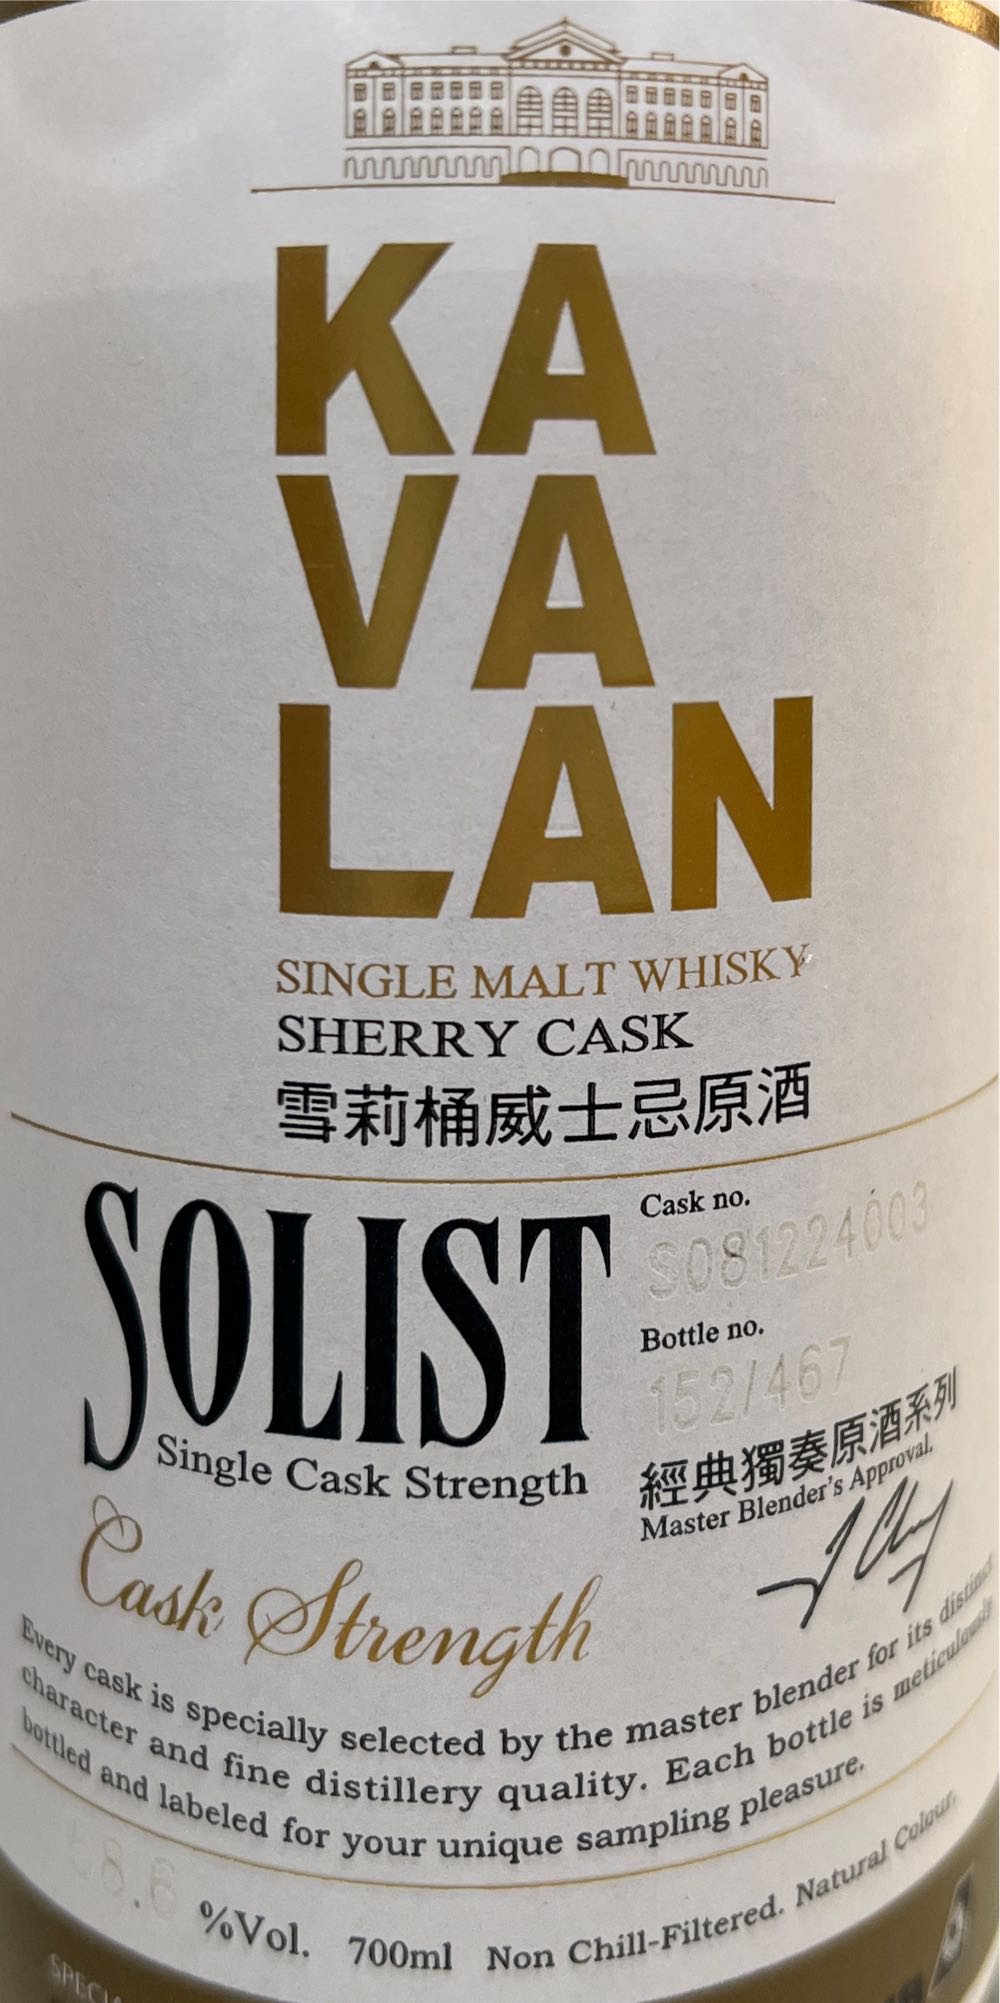 KA
VA
LAN
SINGLE MALT WHISKY
SHERRY CASK
雪莉桶威士忌原酒
SOLIST
Single Cask Strength
Cask no.
S081224003
Bottle no.
152/467
經典獨奏原酒系列
Master Blender's Approval.
Cask Strength
Every cask is specially selected by the master blender for its distinct
character and fine distillery quality. Each bottle is meticulously
bottled and labeled for your unique sampling pleasure.
%Vol. 700ml Non Chill-Filtered. Natural Colour.